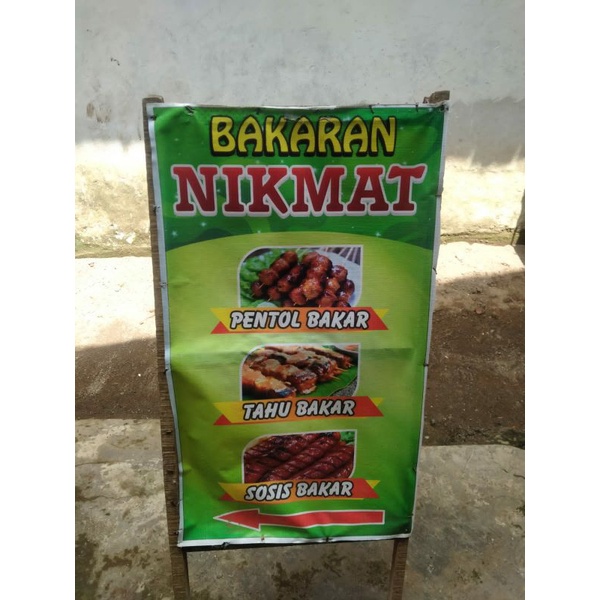 BAKARAN
NIKMAT
PENTOL BAKAR
TAHU BAKAR
SOSIS BAKAR